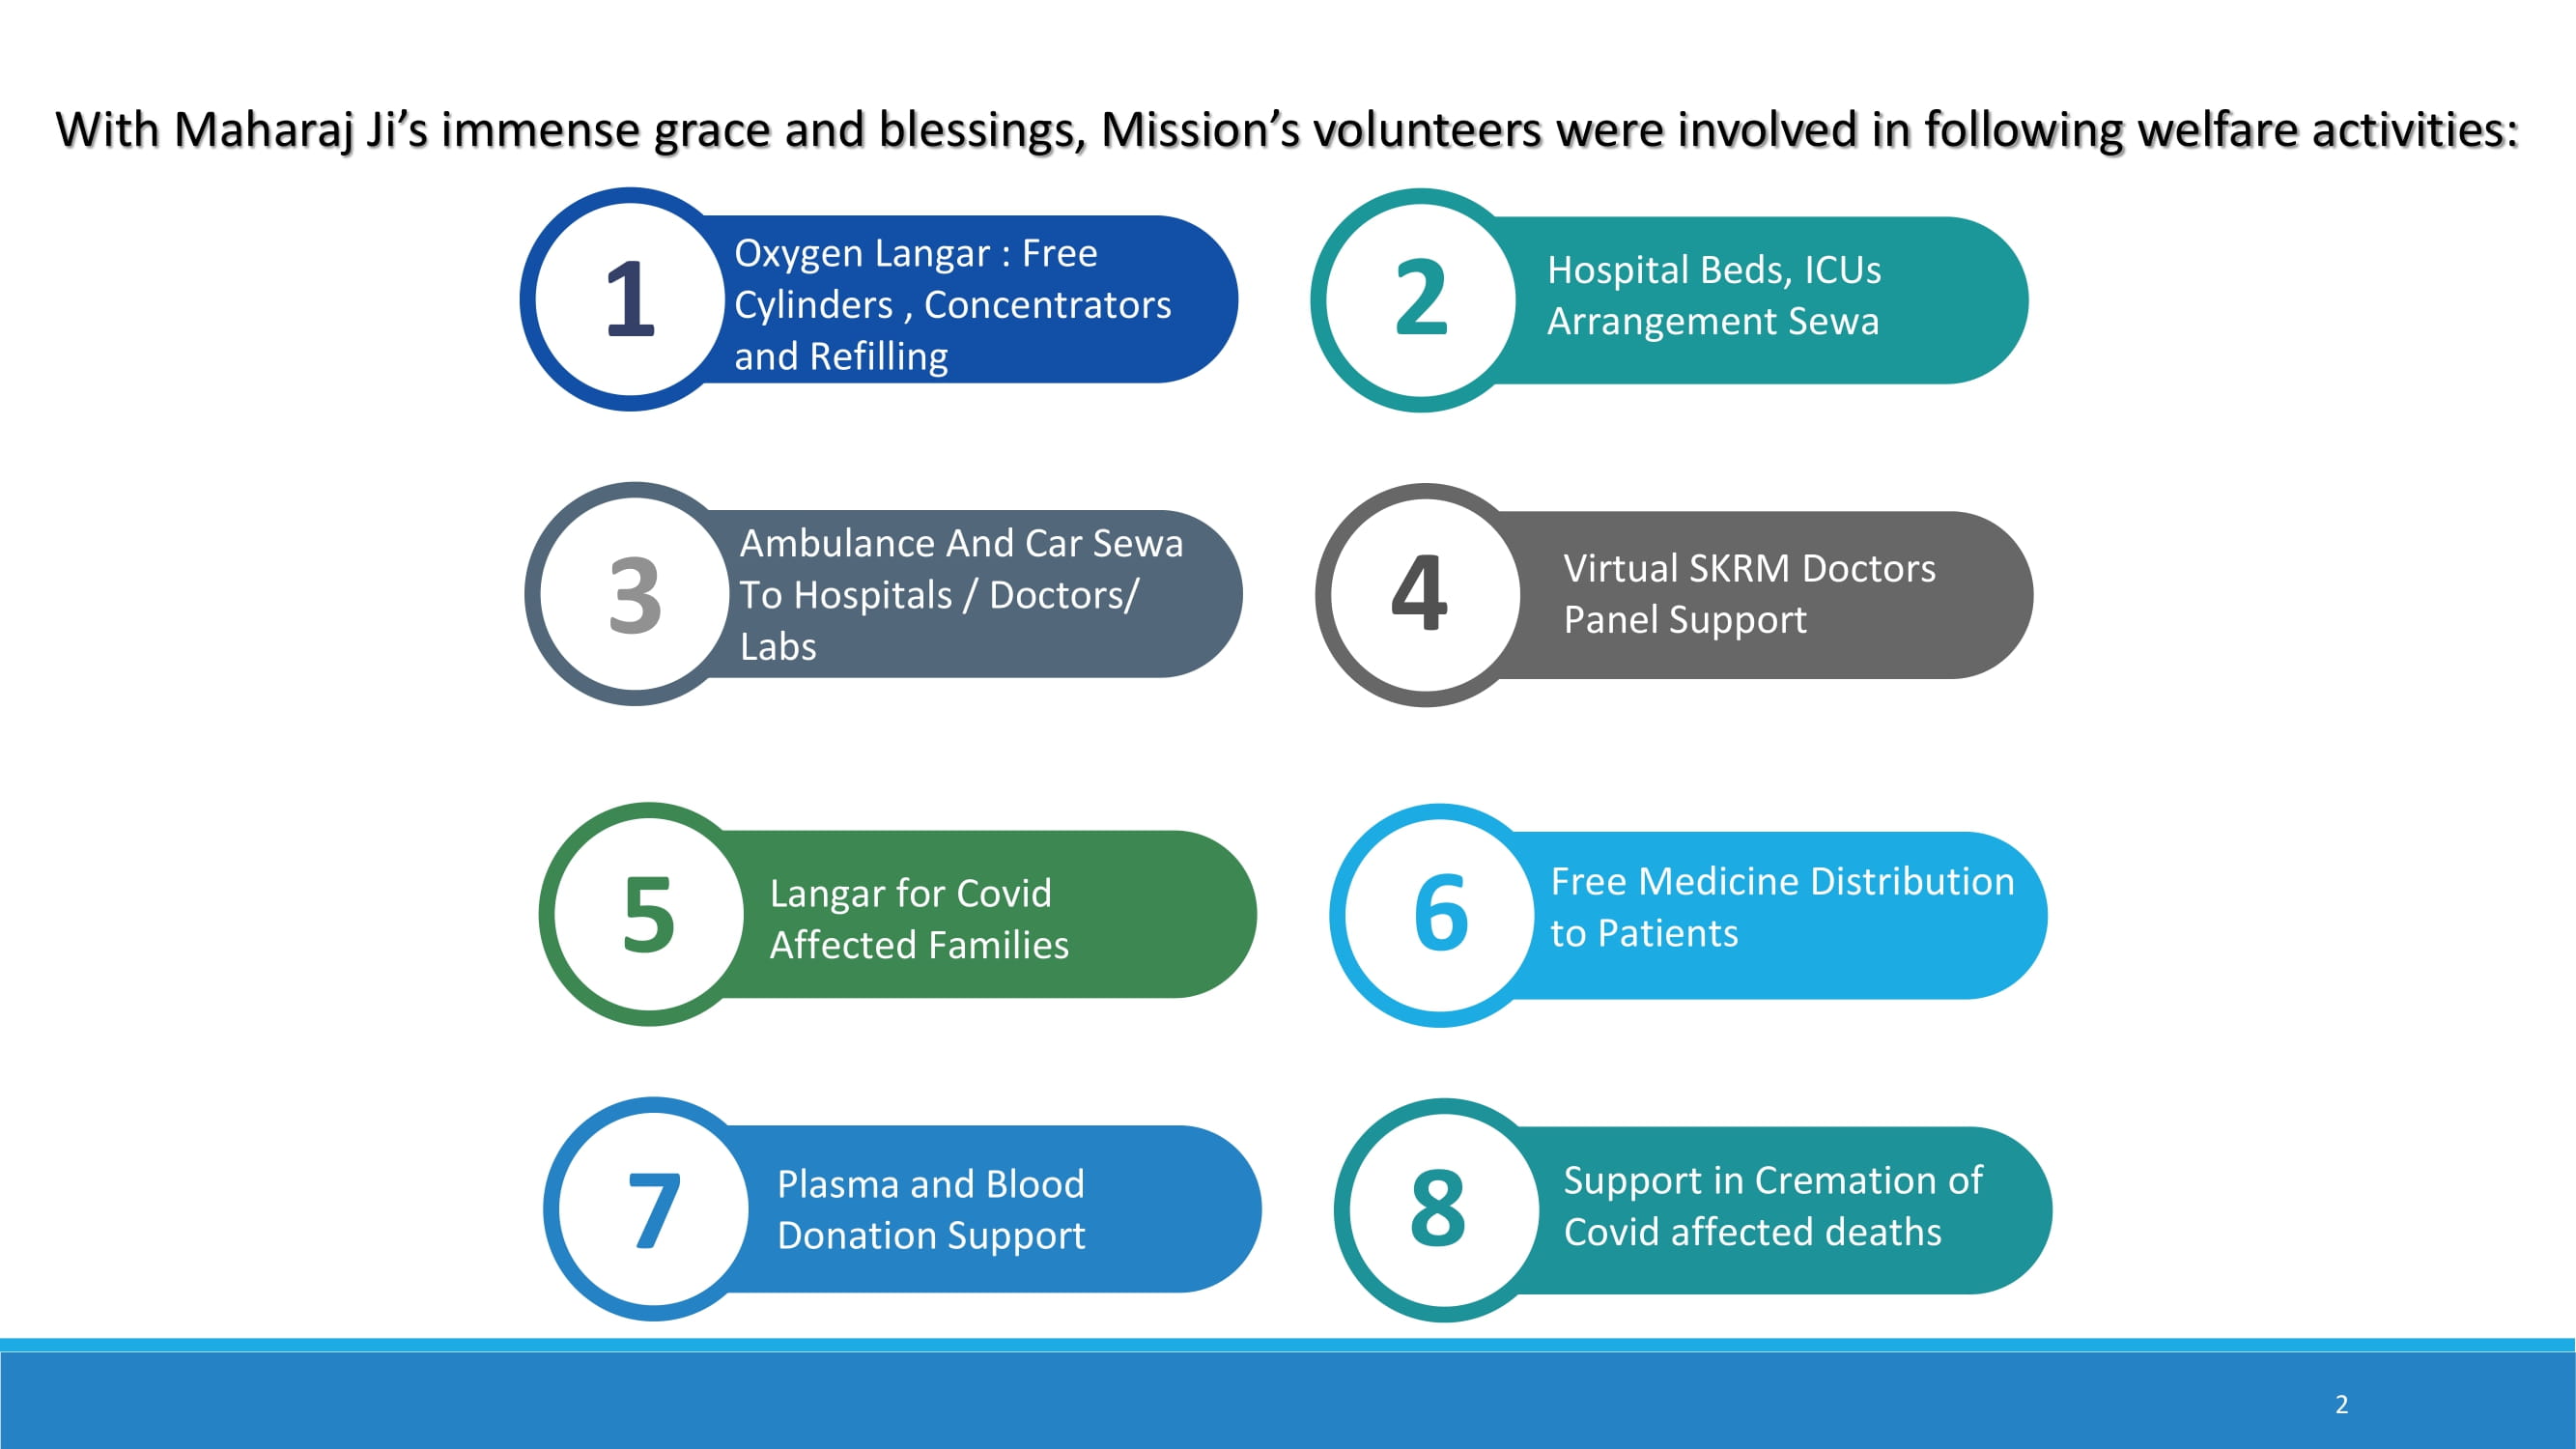 With Maharaj Ji’s immense grace and blessings, Mission’s volunteers were involved in following welfare activities:
1
Oxygen Langar : Free
Cylinders , Concentrators
and Refilling
2
Hospital Beds, ICUs
Arrangement Sewa
3
Ambulance And Car Sewa
To Hospitals / Doctors/
Labs
4
Virtual SKRM Doctors
Panel Support
5
Langar for Covid
Affected Families
6
Free Medicine Distribution
to Patients
7
Plasma and Blood
Donation Support
8
Support in Cremation of
Covid affected deaths
2